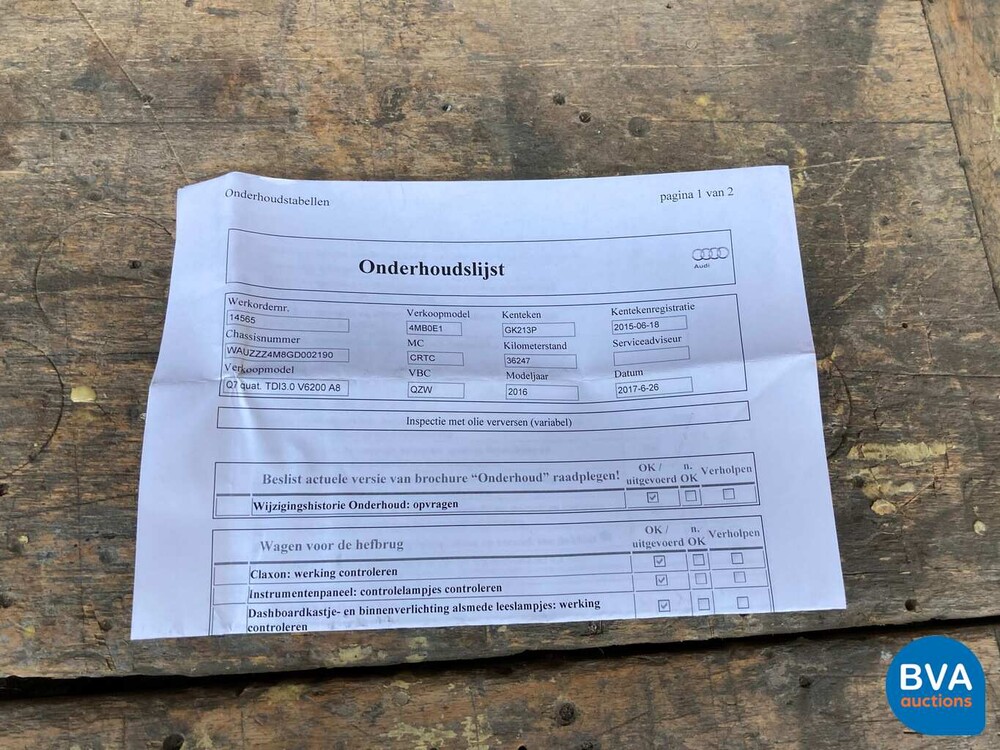 Onderhoudstabellen pagina 1 van 2
Onderhoudslijst
Audi
Werkordernr. Verkoopmodel Kenteken Kentekenregistratie
14565 4MB0E1 GK213P 2015-06-18
Chassisnummer MC Kilometerstand Serviceadviseur
WAUZZZ4M8GD002190 CRTC 36247
Verkoopmodel VBC Modeljaar Datum
Q7 quat. TDI3.0 V6200 A8 QZW 2016 2017-6-26
Inspectie met olie verversen (variabel)
Beslist actuele versie van brochure “Onderhoud” raadplegen! OK / uitgevoerd n. OK Verholpen
Wijzigingshistorie Onderhoud: opvragen
Wagen voor de hefbrug OK / uitgevoerd n. OK Verholpen
Claxon: werking controleren
Instrumentenpaneel: controlelampjes controleren
Dashboardkastje- en binnenverlichting alsmede leeslampjes: werking
controleren
BVA
auctions